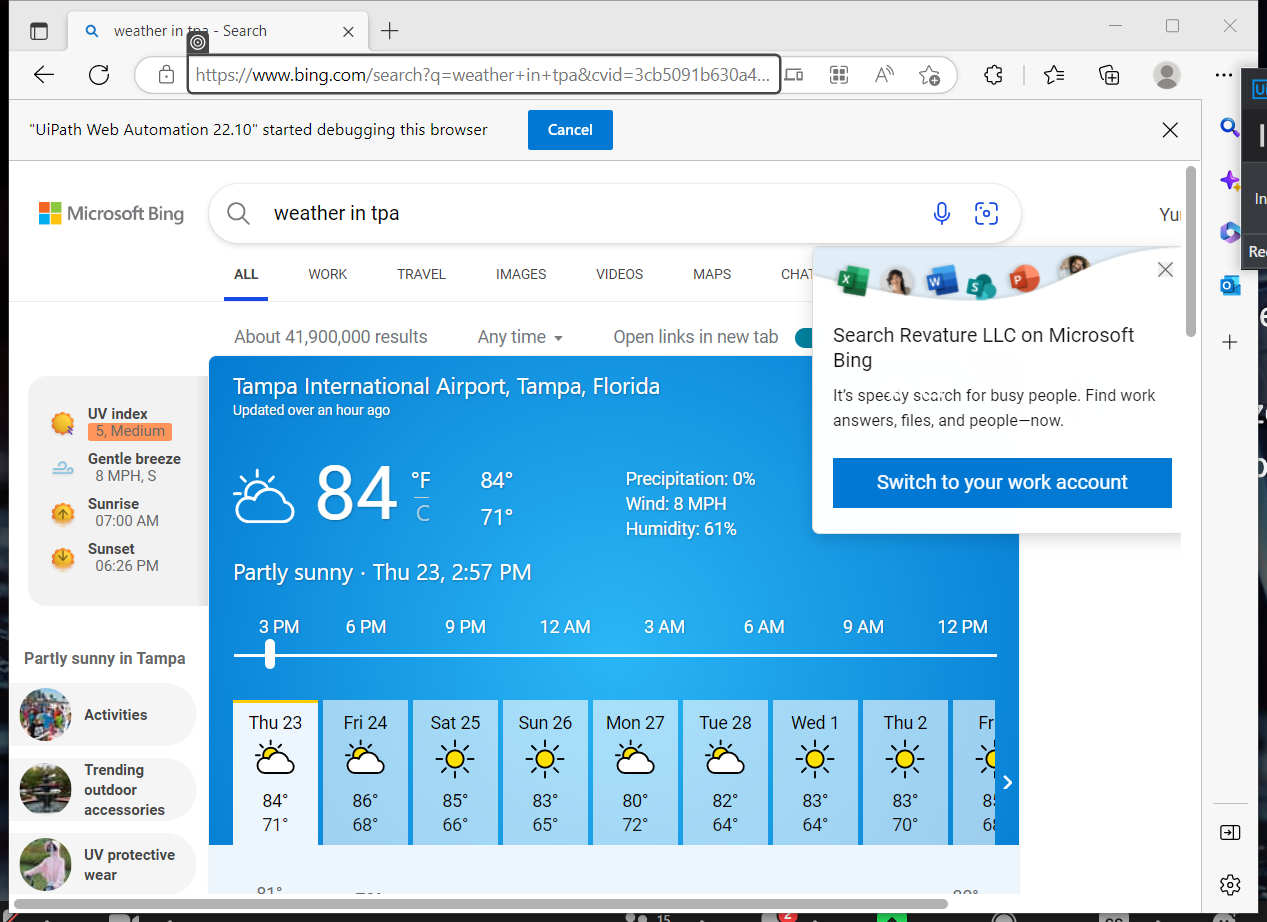 weather in tpa - Search
https://www.bing.com/search?q=weather+in+tpa&cvid=3cb5091b630a4...
"UiPath Web Automation 22.10" started debugging this browser
Cancel
Microsoft Bing
weather in tpa
Yu
ALL WORK TRAVEL IMAGES VIDEOS MAPS CHAT
About 41,900,000 results Any time Open links in new tab
Search Revature LLC on Microsoft
Bing
It's speedy search for busy people. Find work
answers, files, and people—now.
Switch to your work account
Tampa International Airport, Tampa, Florida
Updated over an hour ago
84 °F
C
84°
71°
Precipitation: 0%
Wind: 8 MPH
Humidity: 61%
Partly sunny · Thu 23, 2:57 PM
3 PM 6 PM 9 PM 12 AM 3 AM 6 AM 9 AM 12 PM
Thu 23 Fri 24 Sat 25 Sun 26 Mon 27 Tue 28 Wed 1 Thu 2 Fr
84° 86° 85° 83° 80° 82° 83° 83°
71° 68° 66° 65° 72° 64° 64° 70°
UV index
5, Medium
Gentle breeze
8 MPH, S
Sunrise
07:00 AM
Sunset
06:26 PM
Partly sunny in Tampa
Activities
Trending
outdoor
accessories
UV protective
wear
Ui
In
Rec
15
2